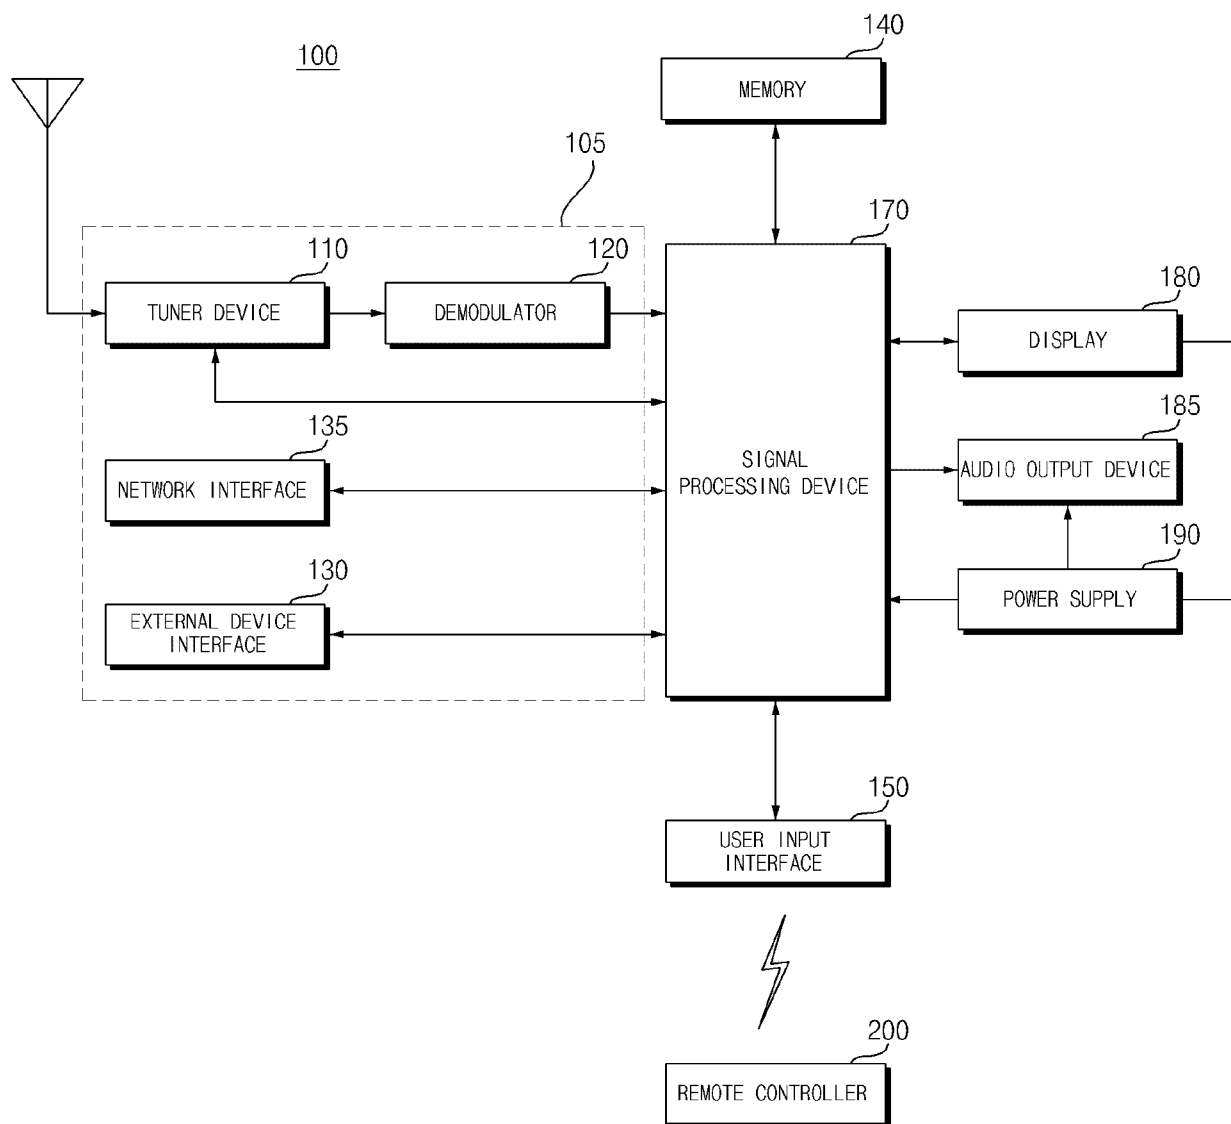 100
140
MEMORY
105
170
110
120
TUNER DEVICE
DEMODULATOR
180
DISPLAY
135
NETWORK INTERFACE
185
AUDIO OUTPUT DEVICE
SIGNAL
PROCESSING DEVICE
130
EXTERNAL DEVICE
INTERFACE
190
POWER SUPPLY
150
USER INPUT
INTERFACE
200
REMOTE CONTROLLER